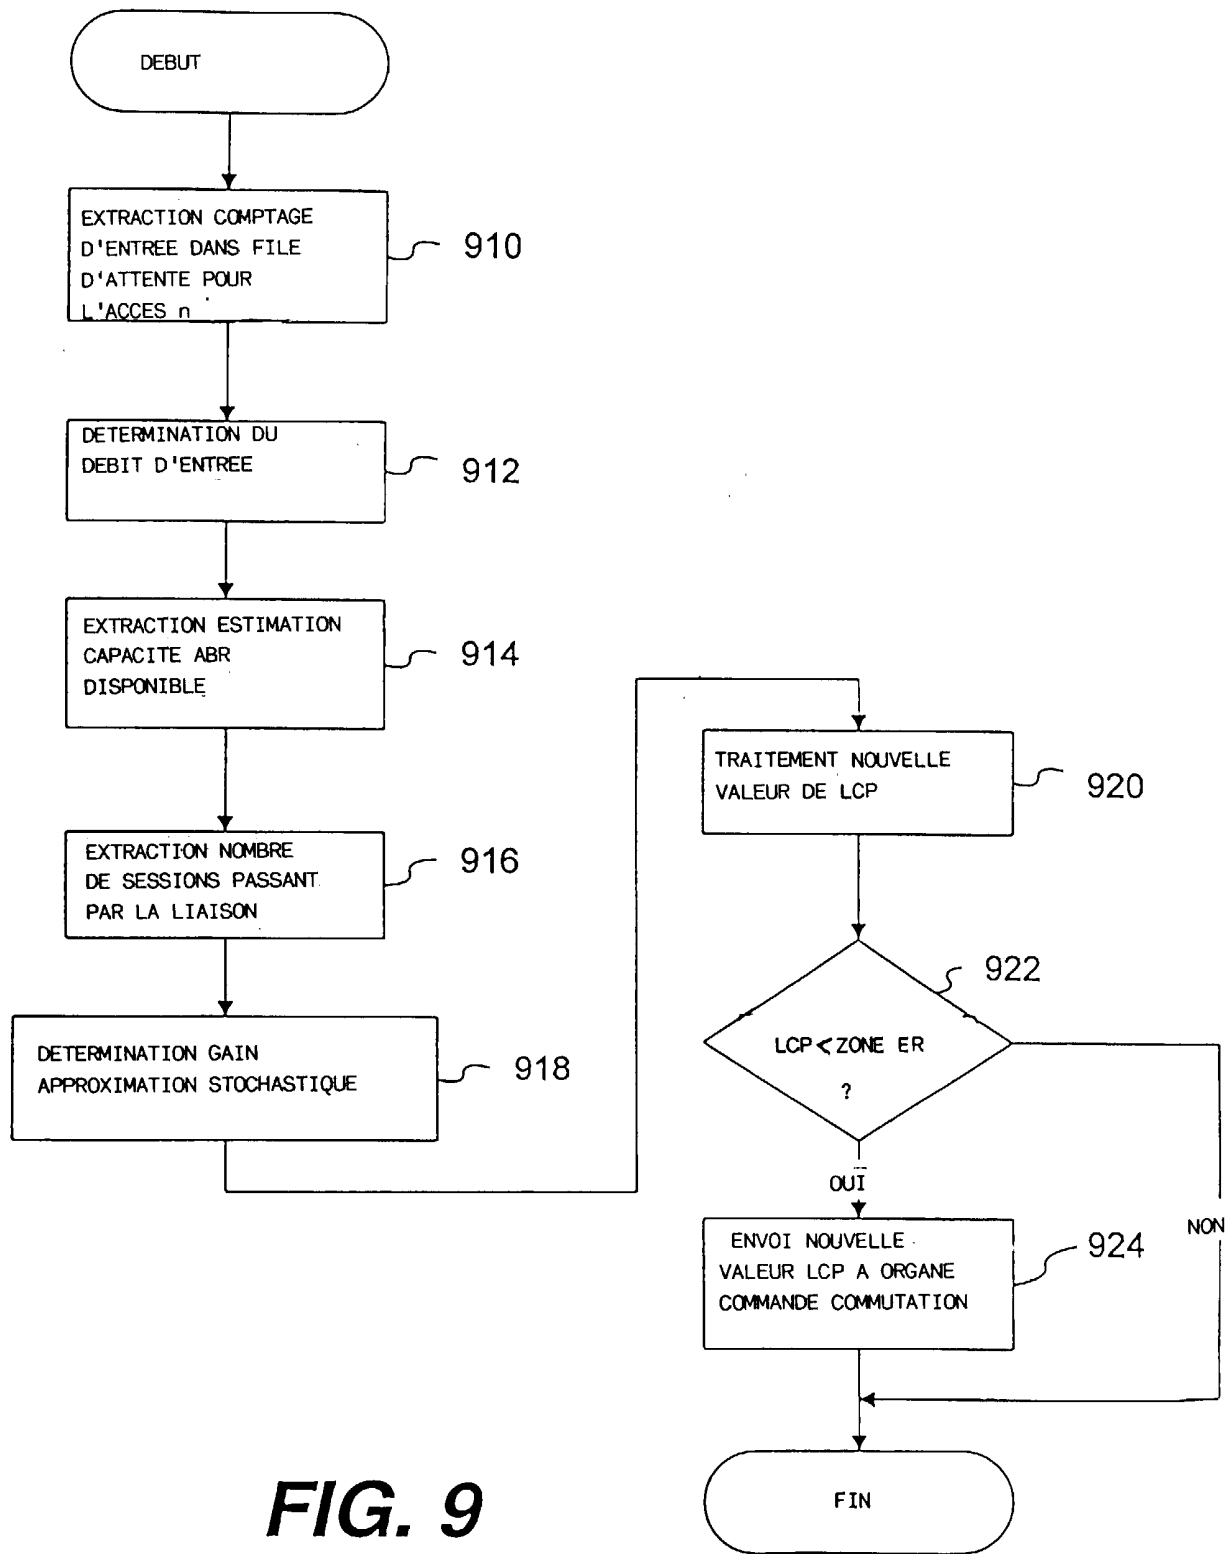 DEBUT
EXTRACTION COMPTAGE
D'ENTREE DANS FILE
D'ATTENTE POUR
L'ACCES n
910
DETERMINATION DU
DEBIT D'ENTREE
912
EXTRACTION ESTIMATION
CAPACITE ABR
DISPONIBLE
914
EXTRACTION NOMBRE
DE SESSIONS PASSANT
PAR LA LIAISON
916
DETERMINATION GAIN
APPROXIMATION STOCHASTIQUE
918
TRAITEMENT NOUVELLE
VALEUR DE LCP
920
922
LCP < ZONE ER
?
OUI
NON
ENVOI NOUVELLE
VALEUR LCP A ORGANE
COMMANDE COMMUTATION
924
FIN
FIG. 9